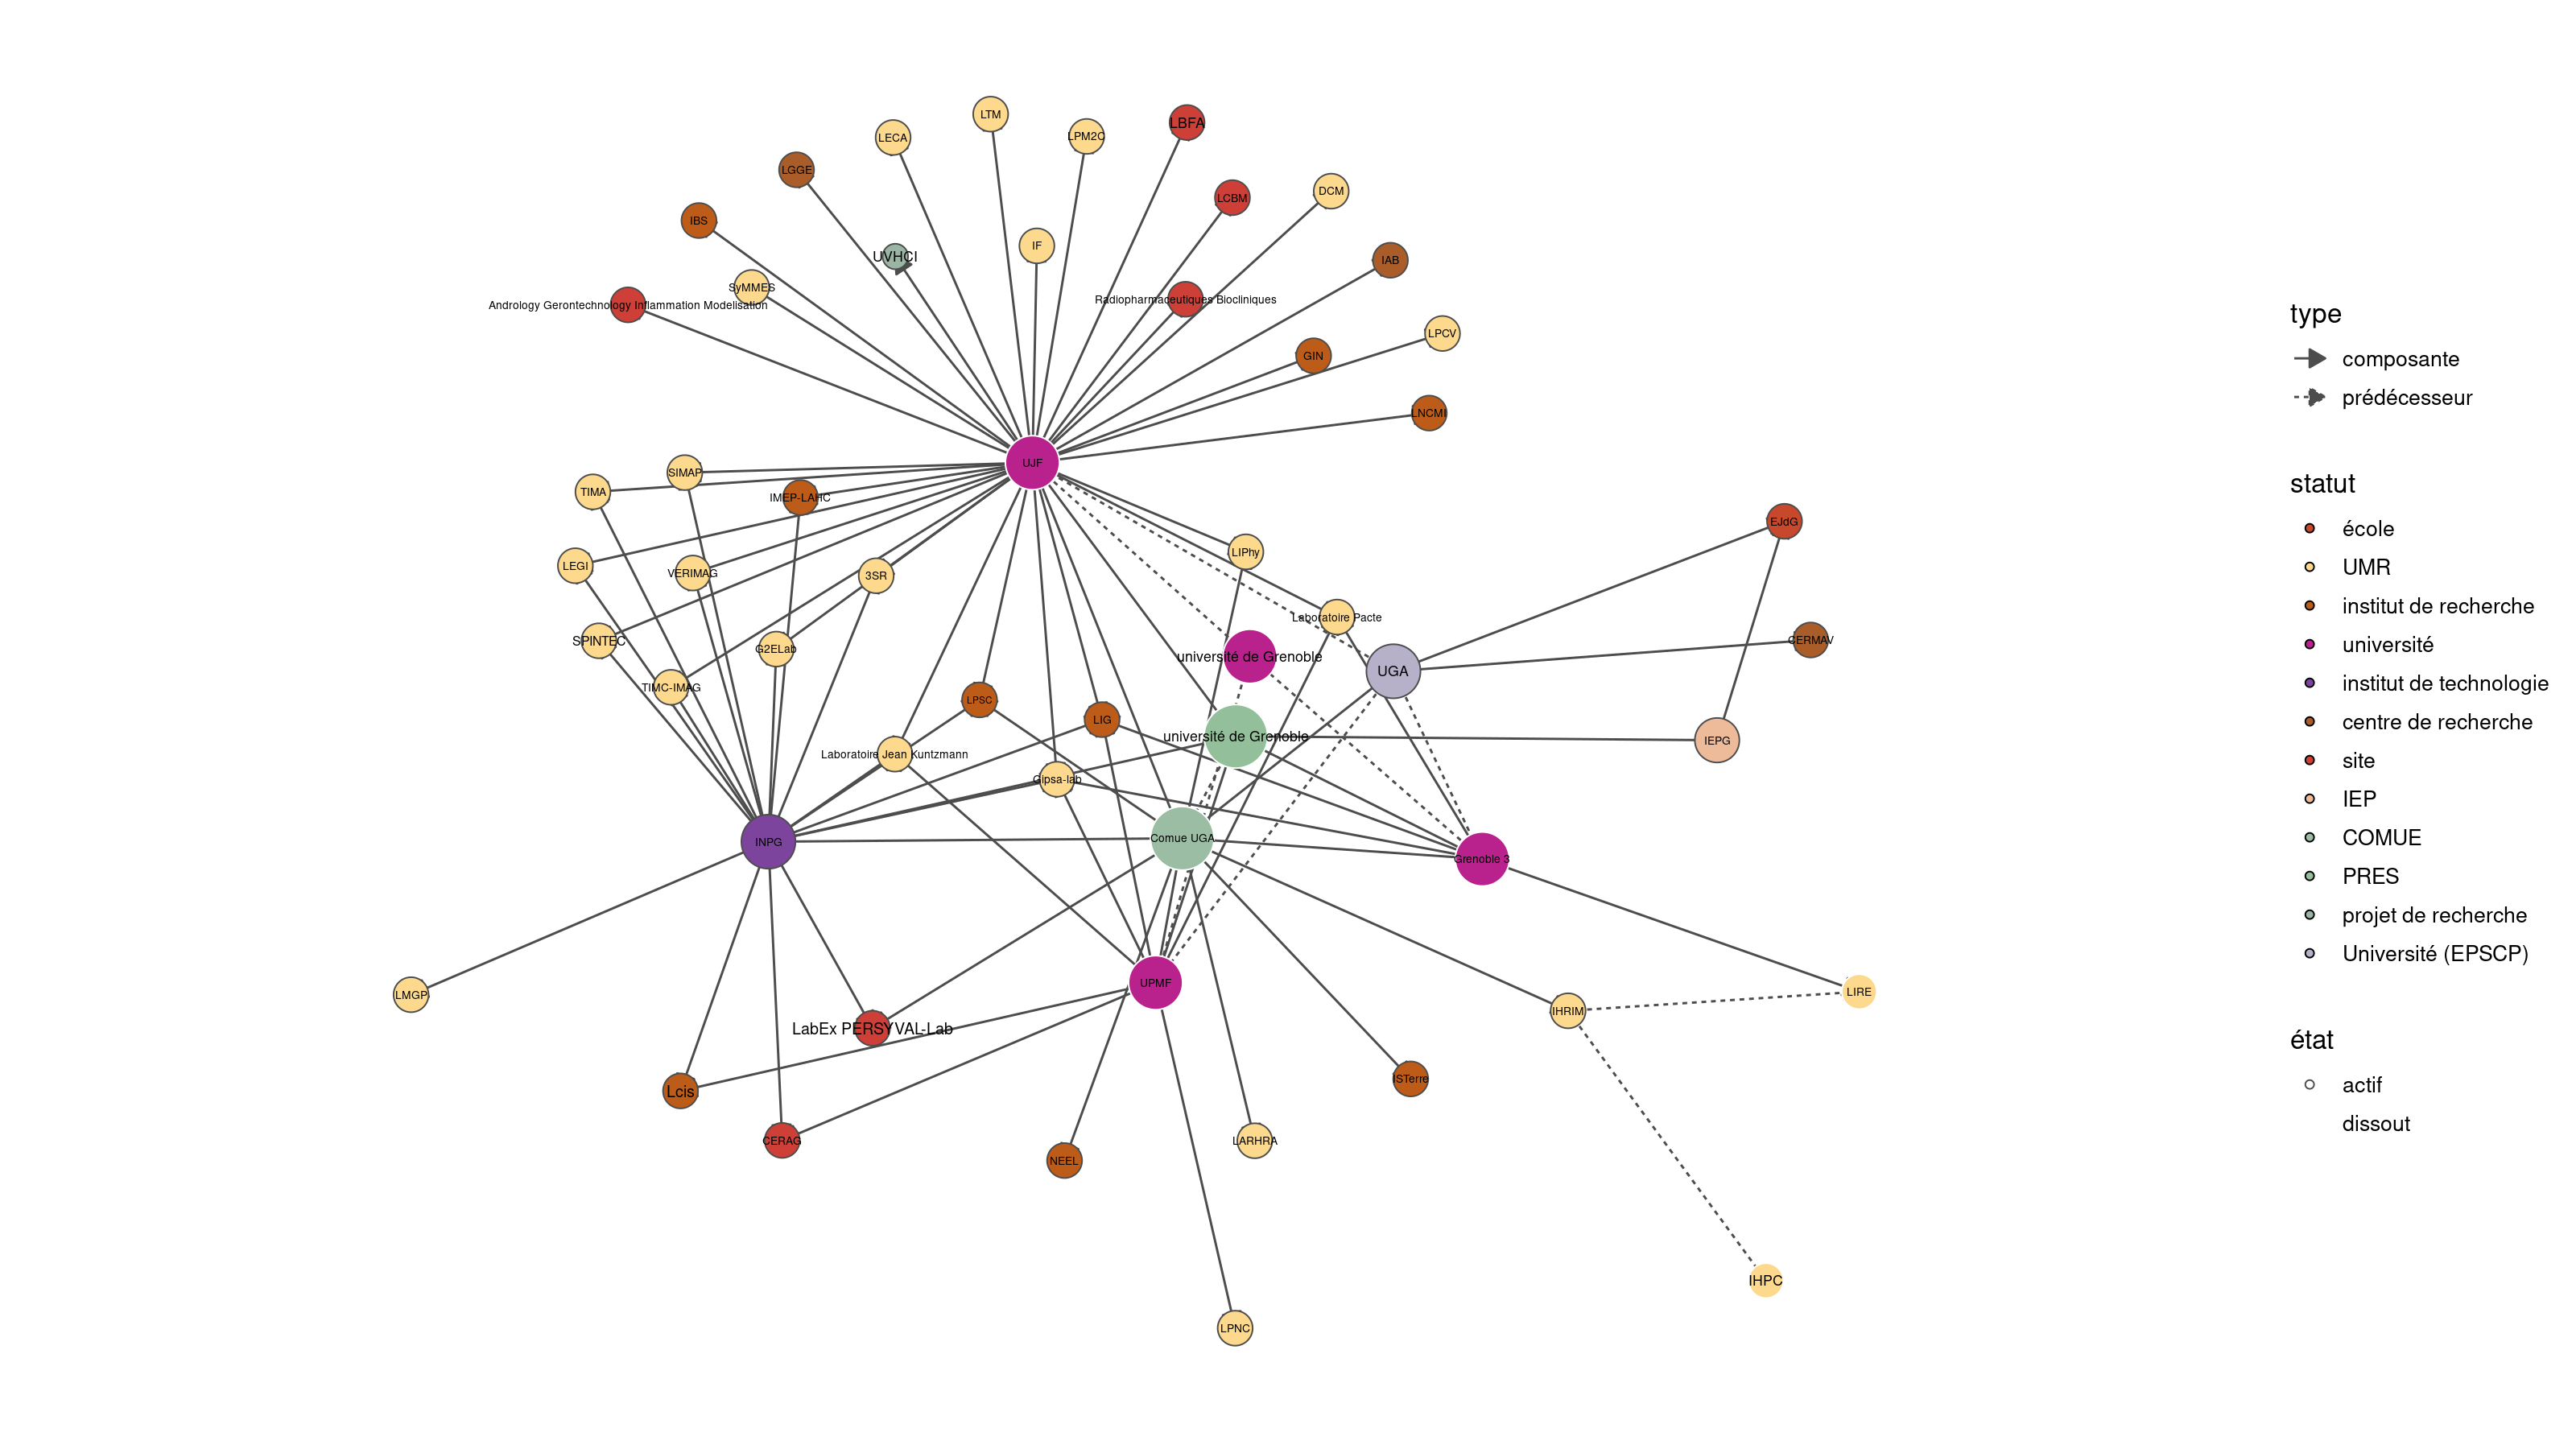 LTM
LBFA
LPM2C
LECA
LGGE
DCM
LCBM
IBS
IF
UVHCI
IAB
SyMMES
Radiopharmaceutiques Biocliniques
Andrology Gerontechnology Inflammation Modelisation
LPCV
GIN
LNCMI
UJF
SIMAP
TIMA
IMEP-LAHC
EJdG
LIPhy
LEGI
VERIMAG
3SR
Laboratoire Pacte
SPINTEC
CERMAV
G2ELab
université de Grenoble
UGA
TIMC-IMAG
LPSC
LIG
université de Grenoble
IEPG
Laboratoire Jean Kuntzmann
Gipsa-lab
Comue UGA
INPG
Grenoble 3
UPMF
LIRE
LMGP
IHRIM
LabEx PERSYVAL-Lab
ISTerre
Lcis
CERAG
LARHRA
NEEL
IHPC
LPNC
type
composante
prédécesseur
statut
école
UMR
institut de recherche
université
institut de technologie
centre de recherche
site
IEP
COMUE
PRES
projet de recherche
Université (EPSCP)
état
actif
dissout